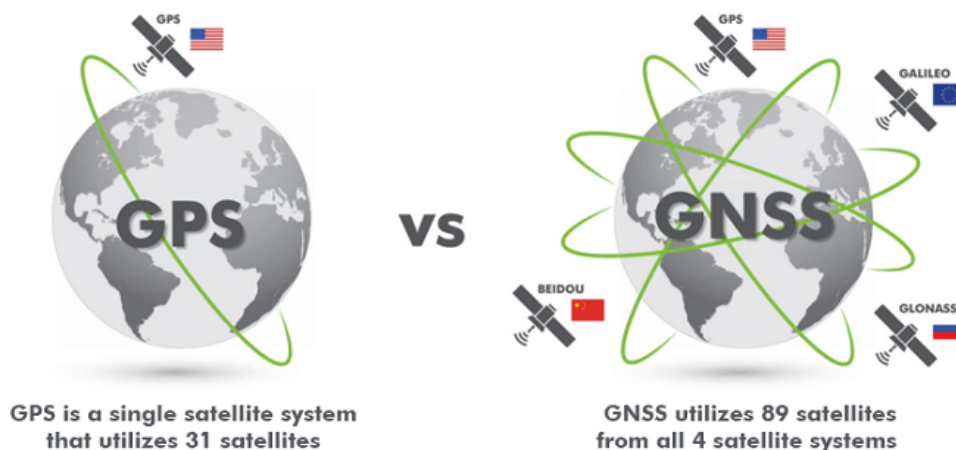 GPS
GPS
GPS is a single satellite system
that utilizes 31 satellites
vs
GPS
GALILEO
GNSS
BEIDOU
GLONASS
GNSS utilizes 89 satellites
from all 4 satellite systems